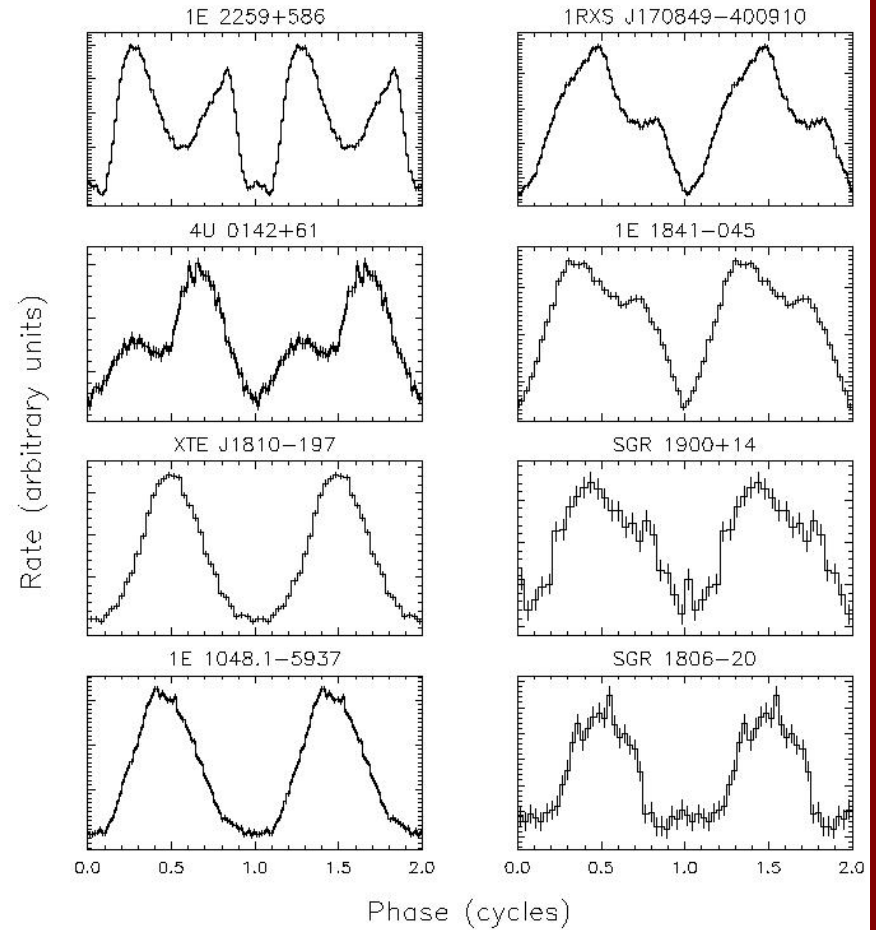 1E 2259+586
1RXS J170849-400910
4U 0142+61
1E 1841-045
XTE J1810-197
SGR 1900+14
1E 1048.1-5937
SGR 1806-20
Rate (arbitrary units)
0.0 0.5 1.0 1.5 2.0
0.0 0.5 1.0 1.5 2.0
Phase (cycles)